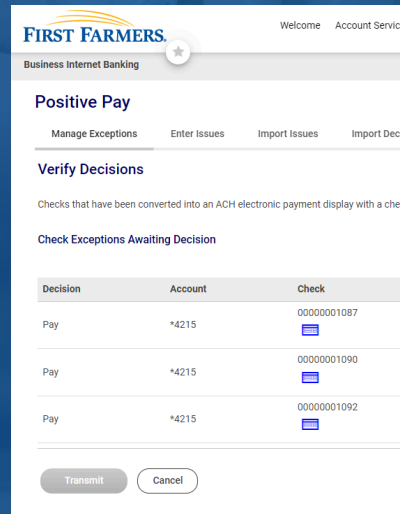 FIRST FARMERS.
Welcome Account Servic
Business Internet Banking
Positive Pay
Manage Exceptions Enter Issues Import Issues Import Dec
Verify Decisions
Checks that have been converted into an ACH electronic payment display with a che
Check Exceptions Awaiting Decision
Decision Account Check
Pay *4215 00000001087
Pay *4215 00000001090
Pay *4215 00000001092
Transmit Cancel